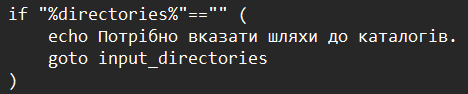 if "%directories%"=="" (
    echo Потрібно вказати шляхи до каталогів.
    goto input_directories
)